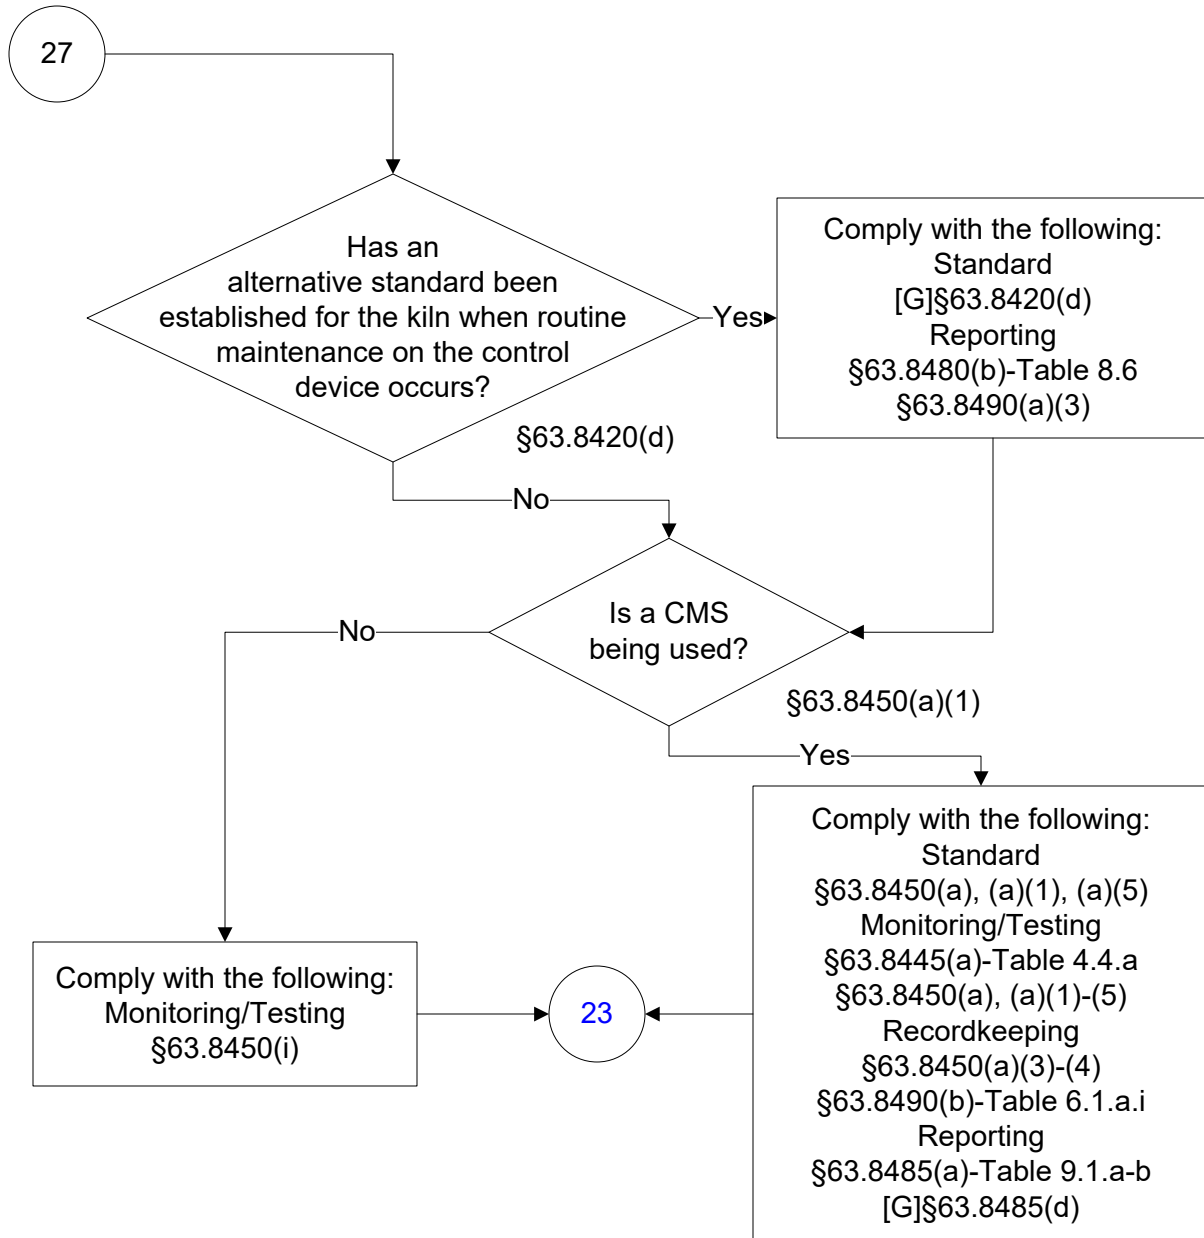 27
Has an
alternative standard been
established for the kiln when routine
maintenance on the control
device occurs?
Yes
Comply with the following:
Standard
[G]§63.8420(d)
Reporting
§63.8480(b)-Table 8.6
§63.8490(a)(3)
§63.8420(d)
No
Is a CMS
being used?
No
§63.8450(a)(1)
Yes
Comply with the following:
Standard
§63.8450(a), (a)(1), (a)(5)
Monitoring/Testing
§63.8445(a)-Table 4.4.a
§63.8450(a), (a)(1)-(5)
Recordkeeping
§63.8450(a)(3)-(4)
§63.8490(b)-Table 6.1.a.i
Reporting
§63.8485(a)-Table 9.1.a-b
[G]§63.8485(d)
Comply with the following:
Monitoring/Testing
§63.8450(i)
23